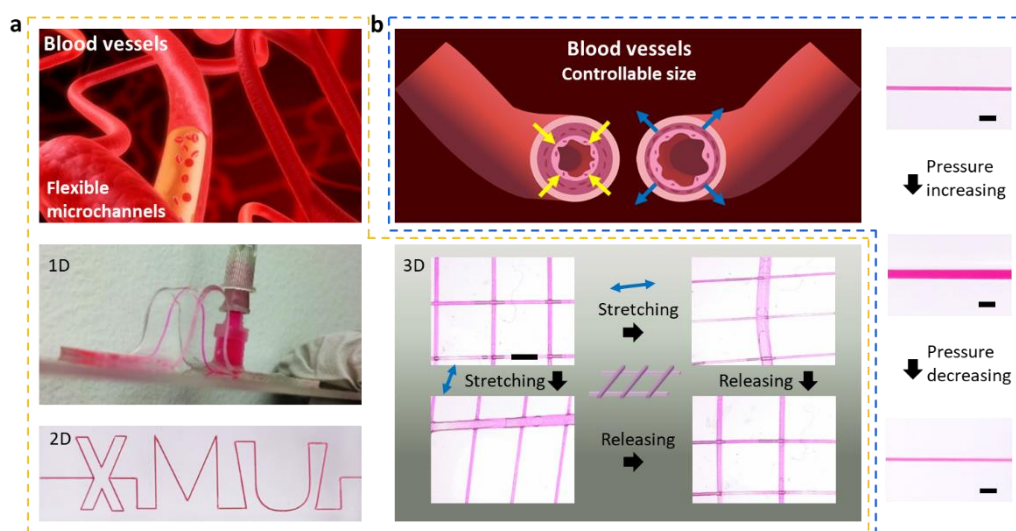 a
Blood vessels
Flexible
microchannels
1D
2D
XMU
b
Blood vessels
Controllable size
Pressure
increasing
Pressure
decreasing
3D
Stretching
Stretching
Releasing
Releasing